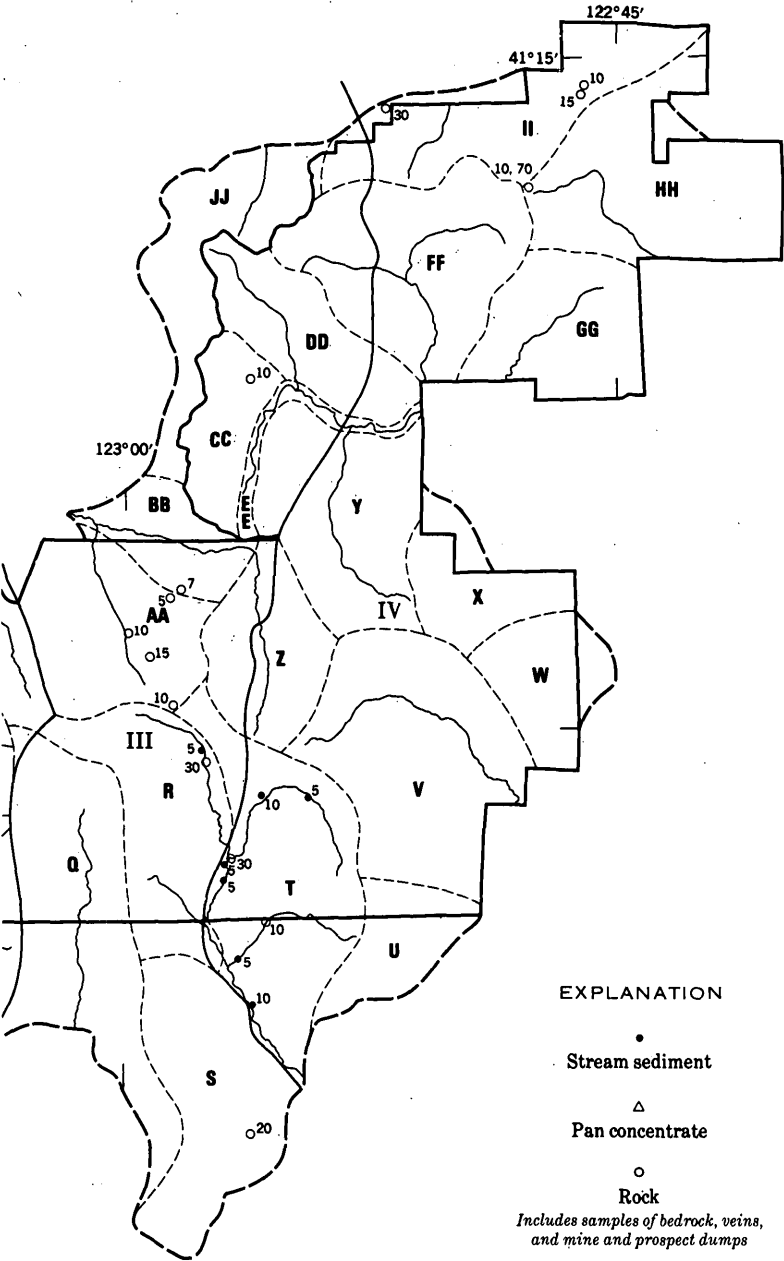 122°45′
41°15′
10
15
30
II
10, 70
HH
JJ
FF
GG
DD
10
CC
123°00′
BB
E
E
Y
7
5
AA
X
IV
10
15
Z
W
10
III
5
30
R
V
10
5
Q
5
30
5
5
T
10
U
5
10
S
20
EXPLANATION
Stream sediment
Pan concentrate
Rock
Includes samples of bedrock, veins,
and mine and prospect dumps